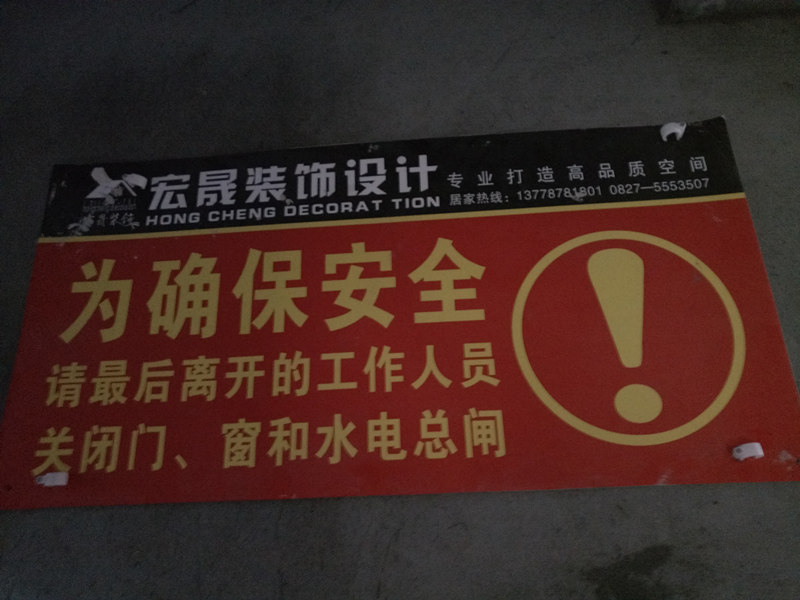 宏晟装饰设计
HONG CHENG DECORAT TION
专业打造高品质空间
居家热线：13778781801 0827—5553507
为确保安全
请最后离开的工作人员
关闭门、窗和水电总闸